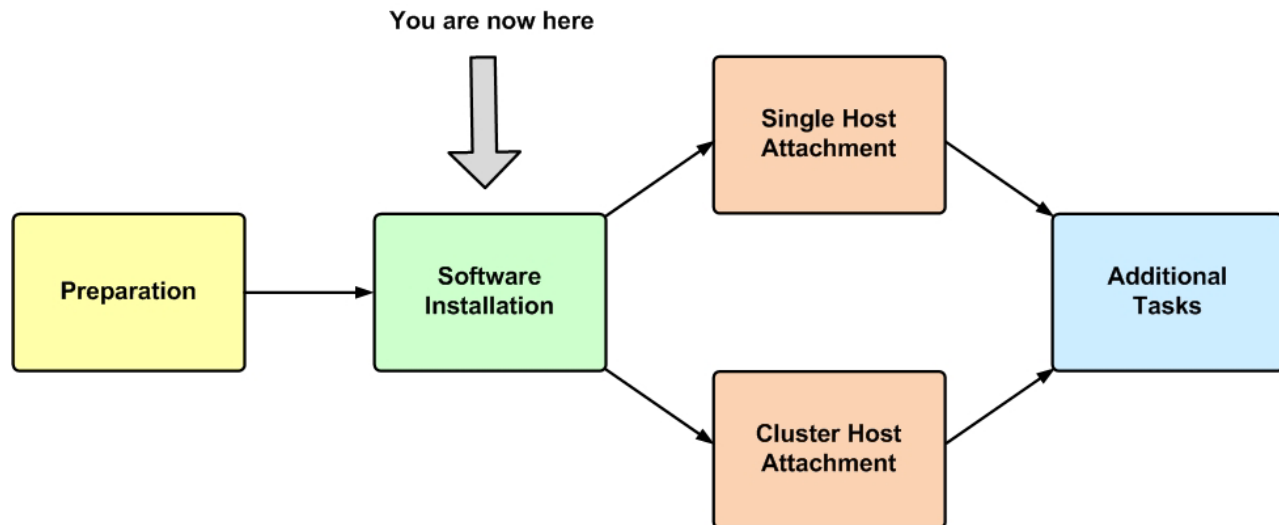 You are now here
Single Host
Attachment
Preparation
Software
Installation
Additional
Tasks
Cluster Host
Attachment